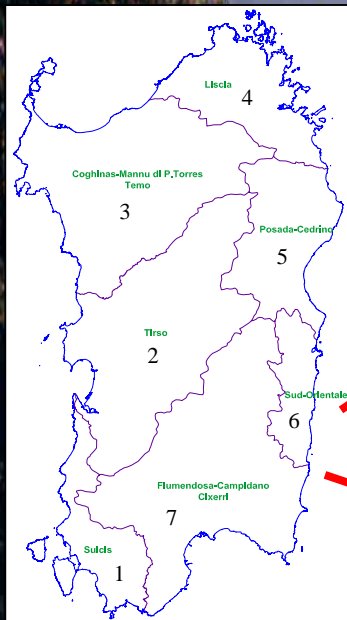 Liscia
4
Coghinas-Mannu di P.Torres
Temo
3
Posada-Cedrino
5
Tirso
2
Sud-Orientale
6
Flumendosa-Campidano
Cixerri
7
Sulcis
1